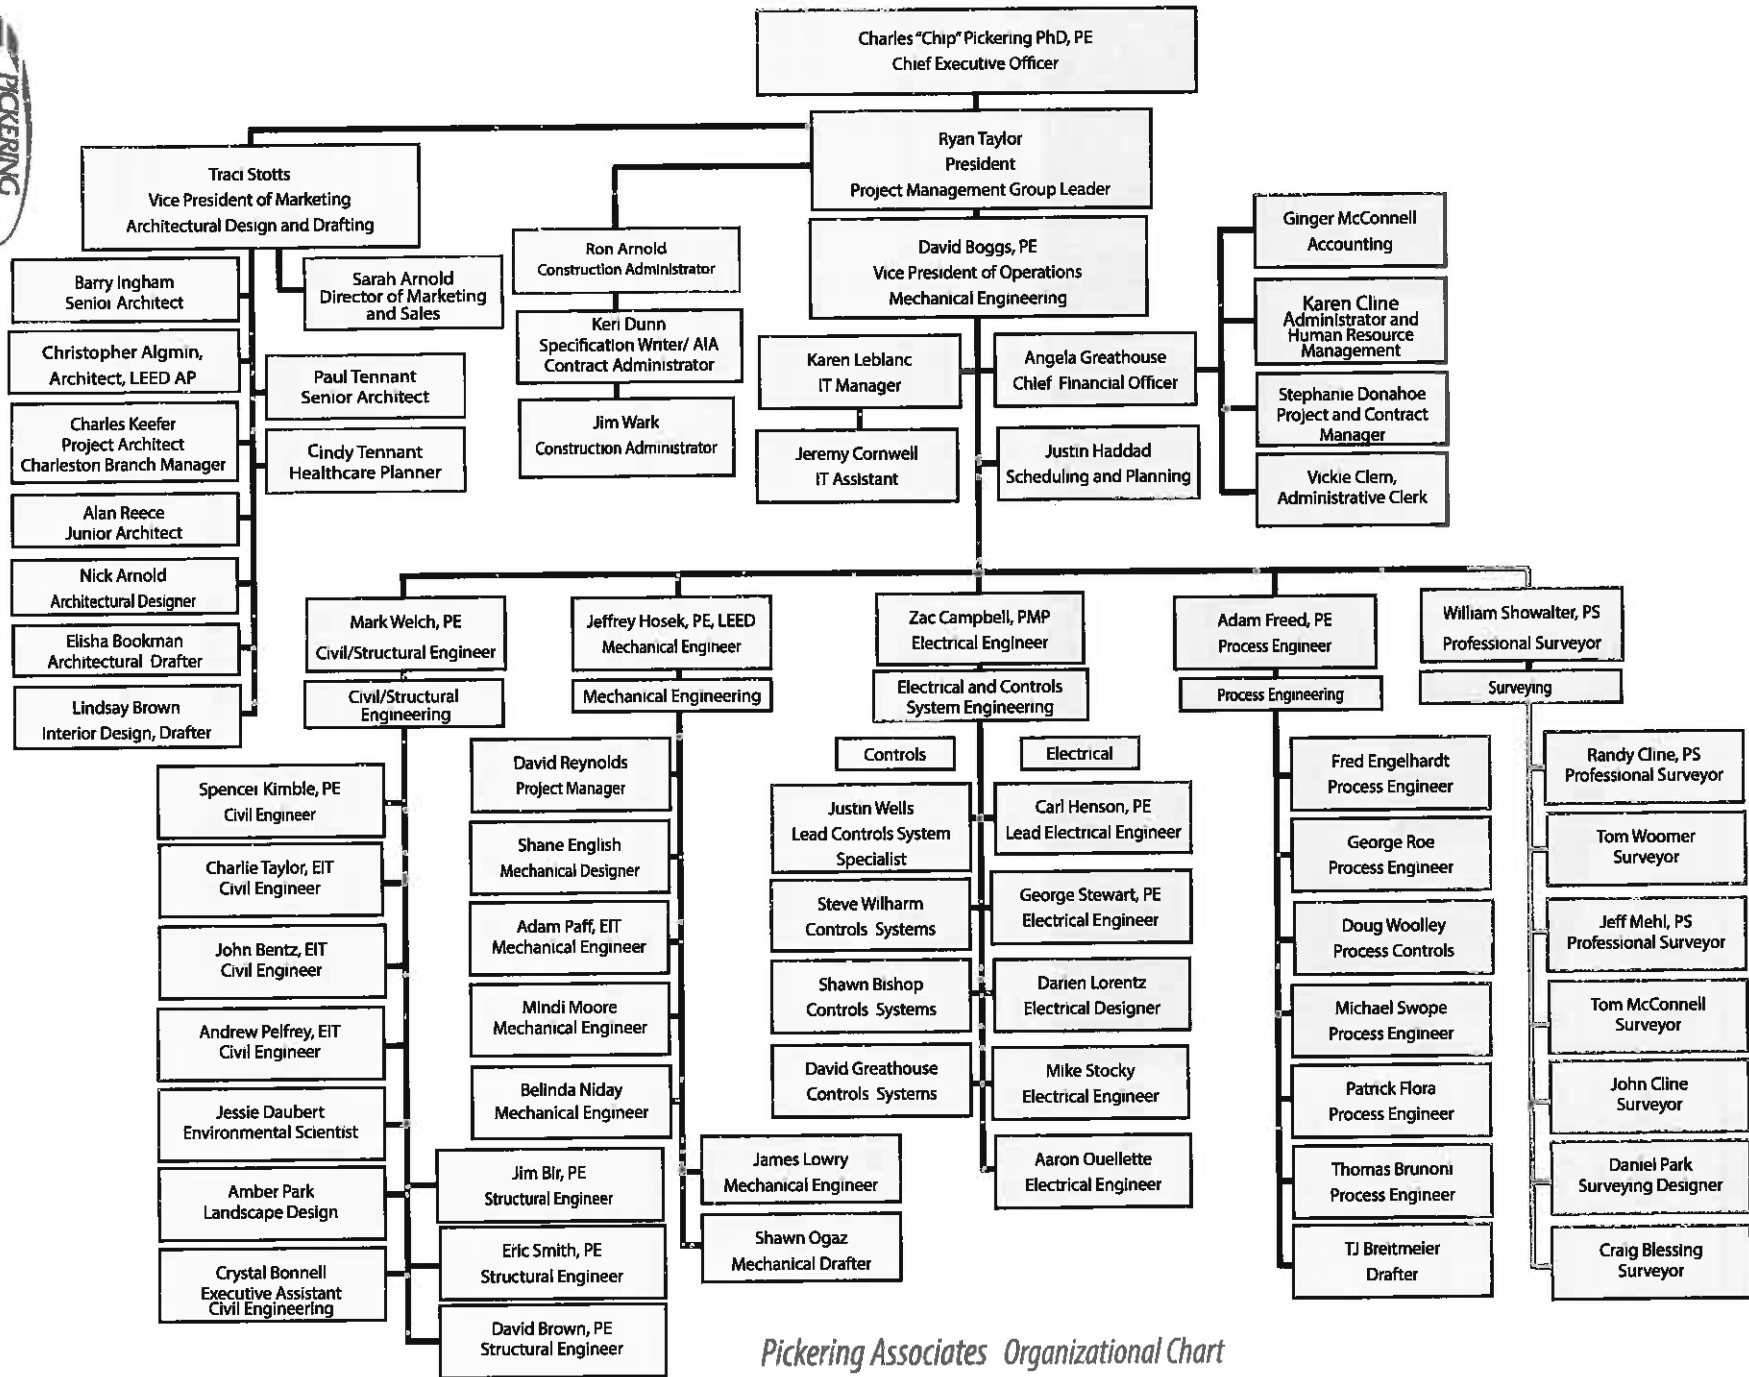 PICKERING
Charles "Chip" Pickering PhD, PE
Chief Executive Officer
Ryan Taylor
President
Project Management Group Leader
Traci Stotts
Vice President of Marketing
Architectural Design and Drafting
David Boggs, PE
Vice President of Operations
Mechanical Engineering
Ron Arnold
Construction Administrator
Keri Dunn
Specification Writer/ AIA
Contract Administrator
Jim Wark
Construction Administrator
Sarah Arnold
Director of Marketing
and Sales
Barry Ingham
Senior Architect
Christopher Algmin,
Architect, LEED AP
Charles Keefer
Project Architect
Charleston Branch Manager
Alan Reece
Junior Architect
Nick Arnold
Architectural Designer
Elisha Bookman
Architectural Drafter
Lindsay Brown
Interior Design, Drafter
Paul Tennant
Senior Architect
Cindy Tennant
Healthcare Planner
Karen Leblanc
IT Manager
Jeremy Cornwell
IT Assistant
Angela Greathouse
Chief Financial Officer
Justin Haddad
Scheduling and Planning
Ginger McConnell
Accounting
Karen Cline
Administrator and
Human Resource
Management
Stephanie Donahoe
Project and Contract
Manager
Vickie Clem,
Administrative Clerk
Mark Welch, PE
Civil/Structural Engineer
Civil/Structural
Engineering
Spencer Kimble, PE
Civil Engineer
Charlie Taylor, EIT
Civil Engineer
John Bentz, EIT
Civil Engineer
Andrew Pelfrey, EIT
Civil Engineer
Jessie Daubert
Environmental Scientist
Amber Park
Landscape Design
Crystal Bonnell
Executive Assistant
Civil Engineering
Jim Bir, PE
Structural Engineer
Eric Smith, PE
Structural Engineer
David Brown, PE
Structural Engineer
Jeffrey Hosek, PE, LEED
Mechanical Engineer
Mechanical Engineering
David Reynolds
Project Manager
Shane English
Mechanical Designer
Adam Paff, EIT
Mechanical Engineer
Mindi Moore
Mechanical Engineer
Belinda Niday
Mechanical Engineer
James Lowry
Mechanical Engineer
Shawn Ogaz
Mechanical Drafter
Zac Campbell, PMP
Electrical Engineer
Electrical and Controls
System Engineering
Controls
Justin Wells
Lead Controls System
Specialist
Steve Wilharm
Controls Systems
Shawn Bishop
Controls Systems
David Greathouse
Controls Systems
Electrical
Carl Henson, PE
Lead Electrical Engineer
George Stewart, PE
Electrical Engineer
Darien Lorentz
Electrical Designer
Mike Stocky
Electrical Engineer
Aaron Ouellette
Electrical Engineer
Adam Freed, PE
Process Engineer
Process Engineering
Fred Engelhardt
Process Engineer
George Roe
Process Engineer
Doug Woolley
Process Controls
Michael Swope
Process Engineer
Patrick Flora
Process Engineer
Thomas Brunoni
Process Engineer
TJ Breitmeier
Drafter
William Showalter, PS
Professional Surveyor
Surveying
Randy Cline, PS
Professional Surveyor
Tom Woomer
Surveyor
Jeff Mehl, PS
Professional Surveyor
Tom McConnell
Surveyor
John Cline
Surveyor
Daniel Park
Surveying Designer
Craig Blessing
Surveyor
Pickering Associates Organizational Chart